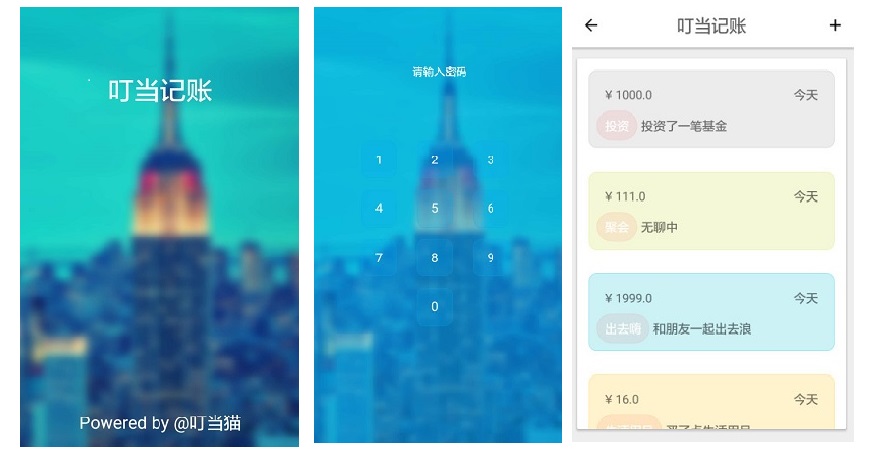 叮当记账
Powered by @叮当猫
请输入密码
1 2 3
4 5 6
7 8 9
0
叮当记账
¥ 1000.0 今天
投资 投资了一笔基金
¥ 111.0 今天
聚会 无聊中
¥ 1999.0 今天
出去嗨 和朋友一起出去浪
¥ 16.0 今天